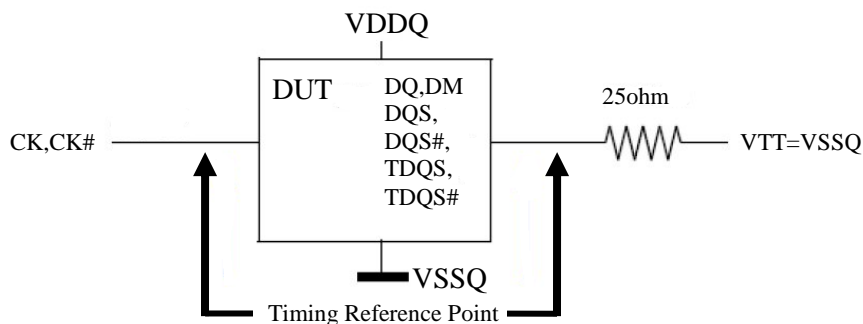 VDDQ
DUT
DQ,DM
DQS,
DQS#,
TDQS,
TDQS#
25ohm
CK,CK#
VTT=VSSQ
VSSQ
Timing Reference Point